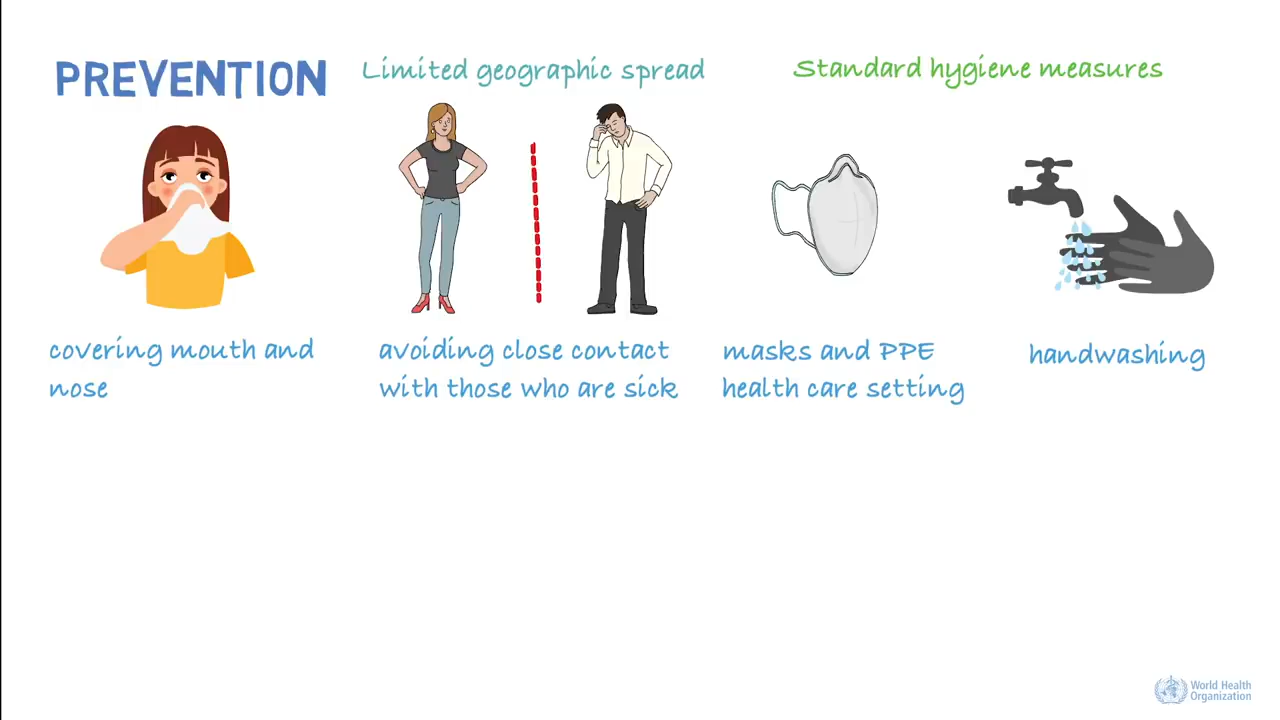 PREVENTION
Limited geographic spread
Standard hygiene measures
covering mouth and
nose
avoiding close contact
with those who are sick
masks and PPE
health care setting
handwashing
World Health
Organization